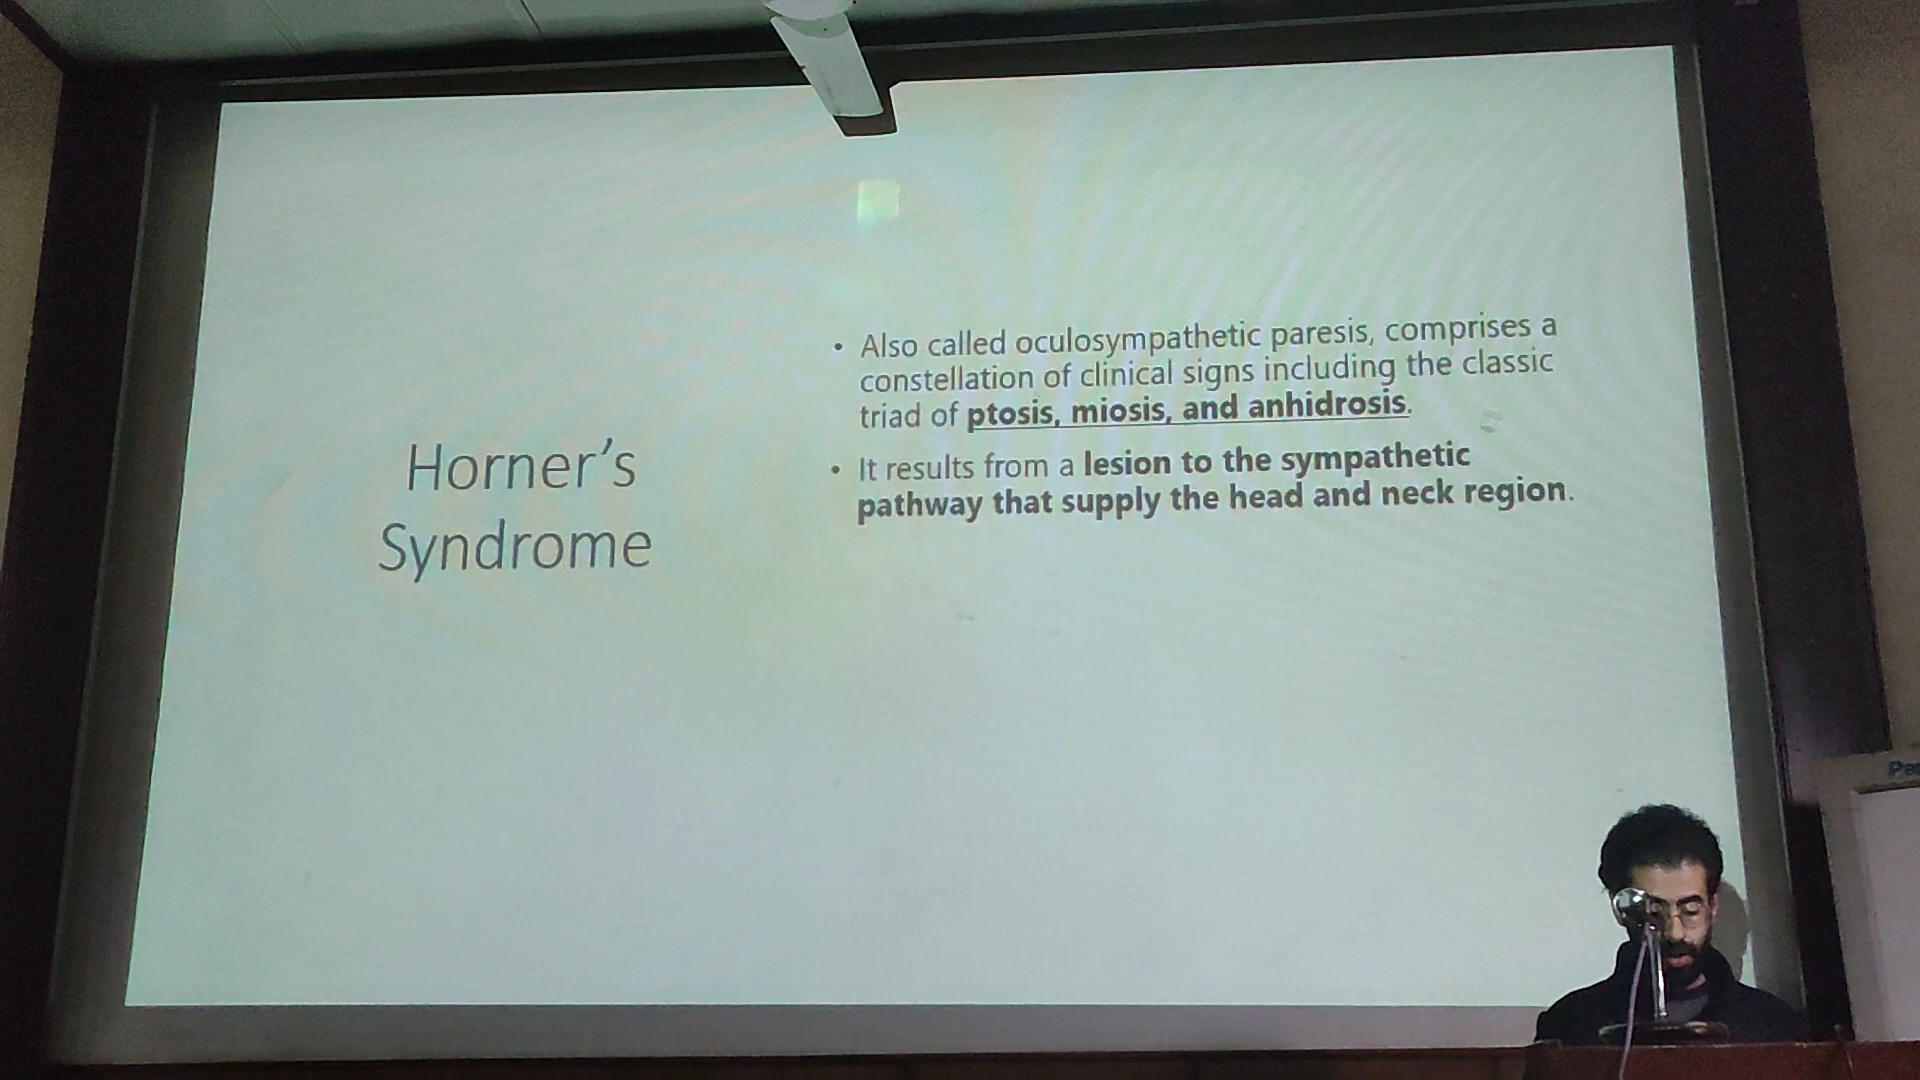 Horner's
Syndrome
• Also called oculosympathetic paresis, comprises a
constellation of clinical signs including the classic
triad of ptosis, miosis, and anhidrosis.
• It results from a lesion to the sympathetic
pathway that supply the head and neck region.